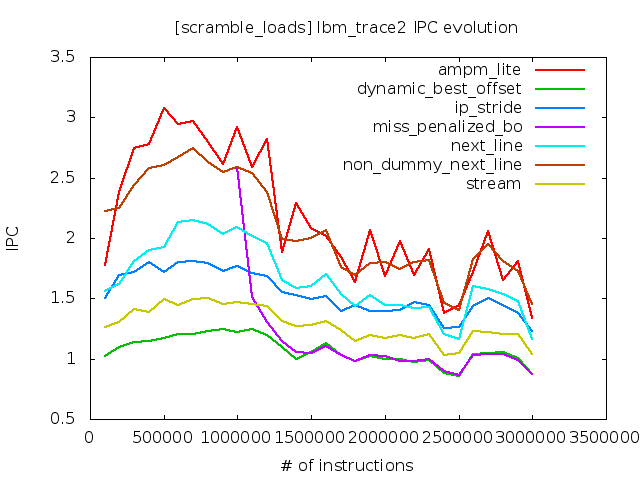 [scramble_loads] lbm_trace2 IPC evolution
3.5
3
2.5
2
1.5
1
0.5
IPC
ampm_lite
dynamic_best_offset
ip_stride
miss_penalized_bo
next_line
non_dummy_next_line
stream
0 500000 1000000 1500000 2000000 2500000 3000000 3500000
# of instructions